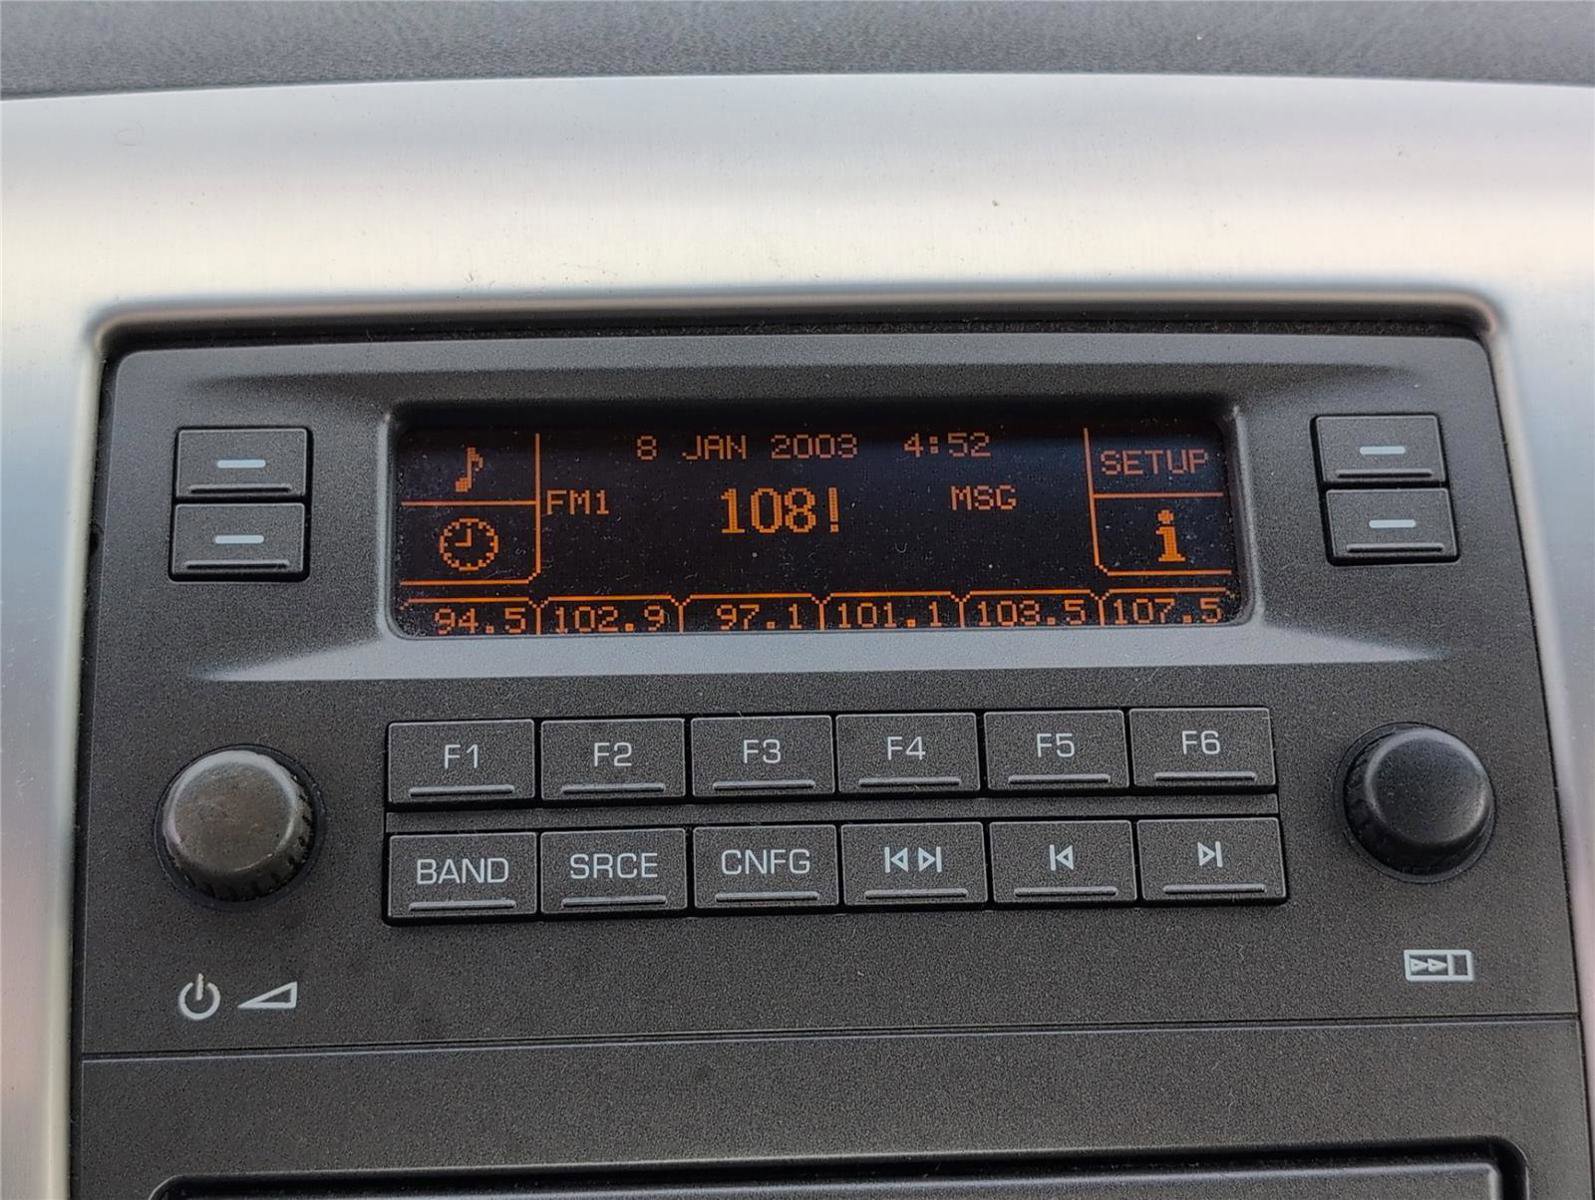 8 JAN 2003 4:52
SETUP
FM1 108! MSG
i
94.5 102.9 97.1 101.1 103.5 107.5
F1 F2 F3 F4 F5 F6
BAND SRCE CNFG